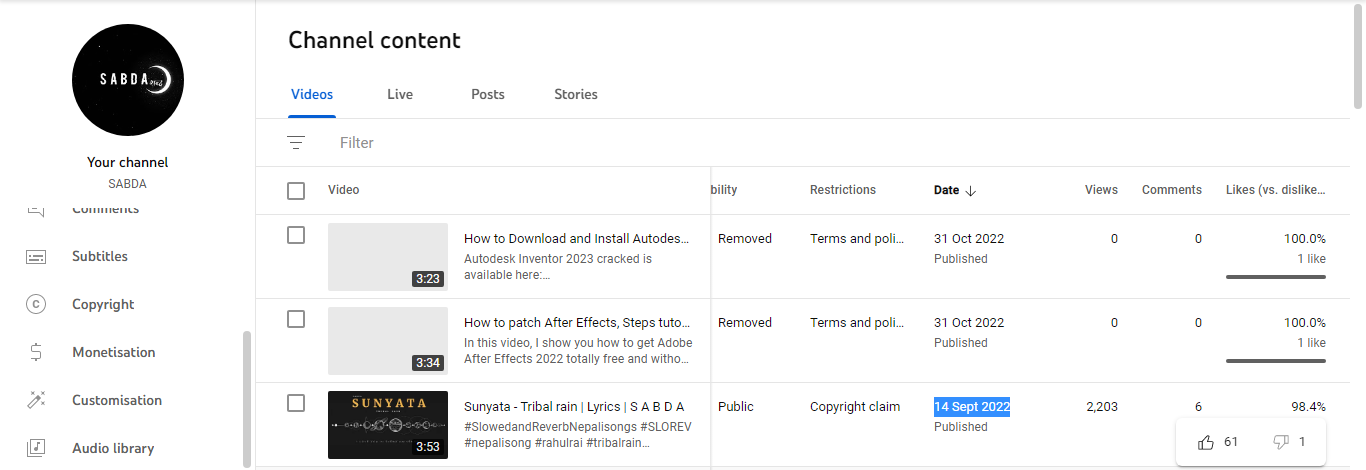 Channel content
SABDA
Videos Live Posts Stories
Your channel
SABDA
Filter
Video bility Restrictions Date Views Comments Likes (vs. dislike...
Comments
Subtitles
Copyright
Monetisation
Customisation
Audio library
3:23
How to Download and Install Autodes...
Autodesk Inventor 2023 cracked is
available here:...
Removed Terms and poli... 31 Oct 2022 0 0 100.0%
Published 1 like
3:34
How to patch After Effects, Steps tuto...
In this video, I show you how to get Adobe
After Effects 2022 totally free and witho...
Removed Terms and poli... 31 Oct 2022 0 0 100.0%
Published 1 like
SUNYATA
3:53
Sunyata - Tribal rain | Lyrics | S A B D A
#SlowedandReverbNepalisongs #SLOREV
#nepalisong #rahulrai #tribalrain...
Public Copyright claim 14 Sept 2022 2,203 6 98.4%
Published
61 1